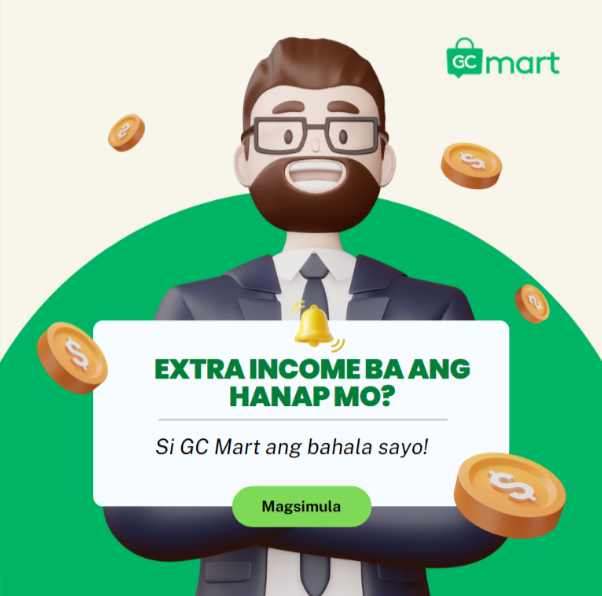 GC mart
EXTRA INCOME BA ANG
HANAP MO?
Si GC Mart ang bahala sayo!
Magsimula